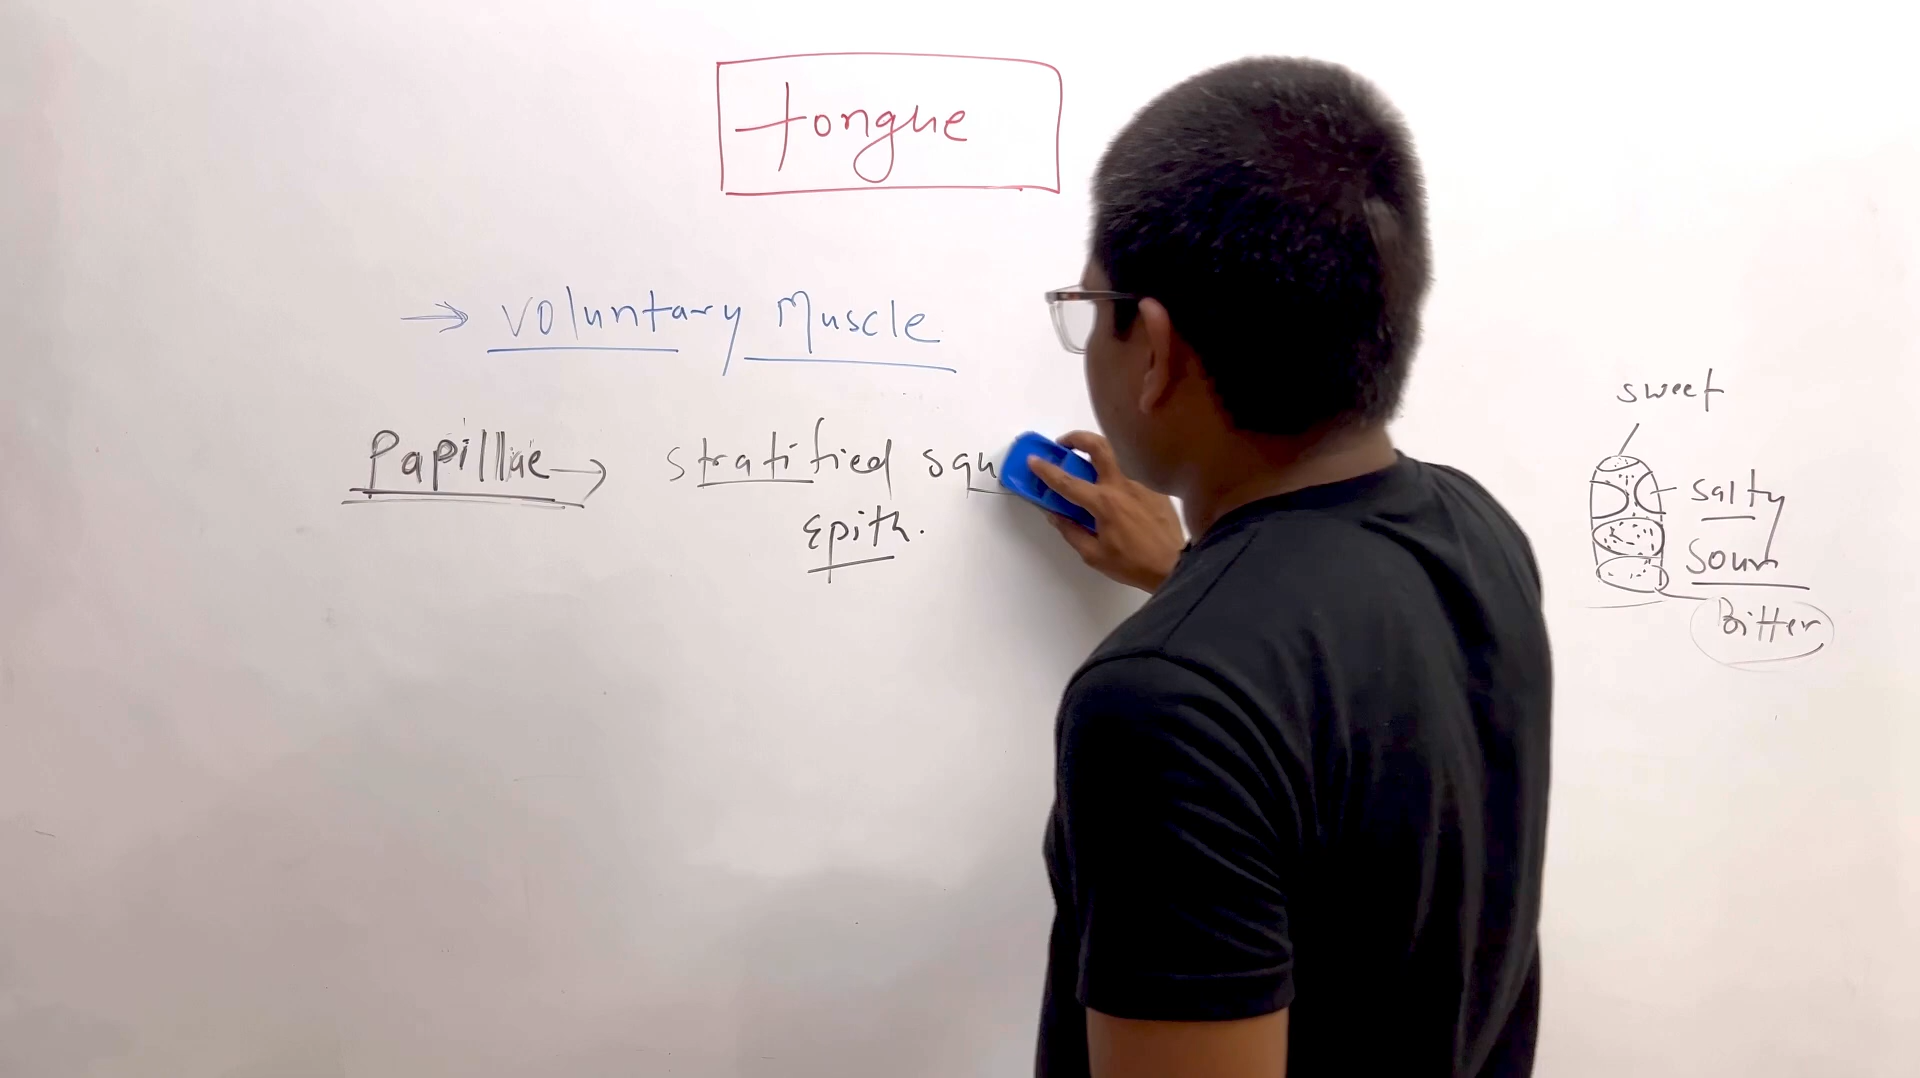 tongue
→ voluntary Muscle
Papillae → stratified squ
Epith.
sweet
salty
Sour
Bitter